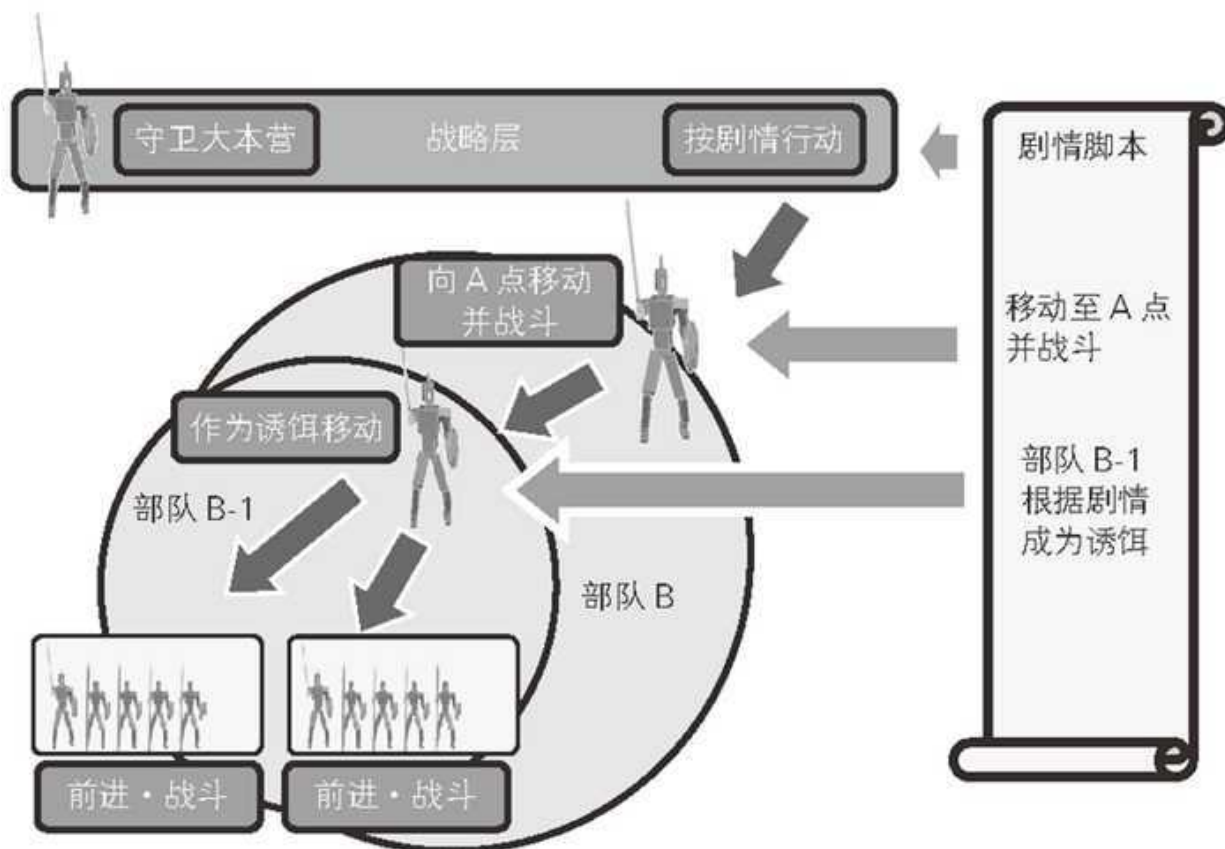 守卫大本营
战略层
按剧情行动
剧情脚本
向 A 点移动
并战斗
移动至 A 点
并战斗
作为诱饵移动
部队 B-1
部队 B-1
根据剧情
成为诱饵
部队 B
前进·战斗
前进·战斗